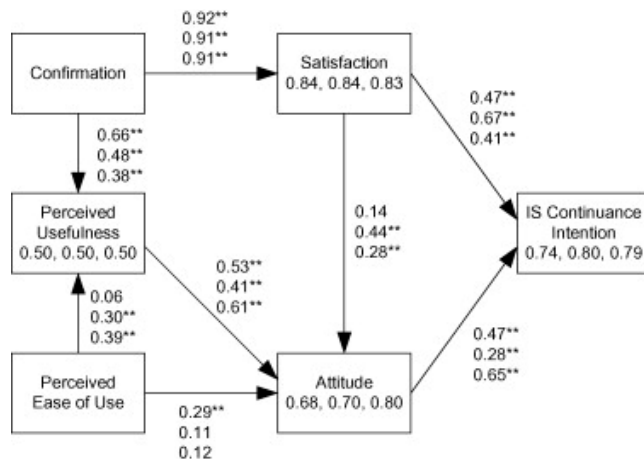 0.92**
0.91**
0.91**
Confirmation
Satisfaction
0.84, 0.84, 0.83
0.66**
0.48**
0.38**
0.47**
0.67**
0.41**
Perceived
Usefulness
0.50, 0.50, 0.50
0.14
0.44**
0.28**
IS Continuance
Intention
0.74, 0.80, 0.79
0.53**
0.41**
0.61**
0.06
0.30**
0.39**
0.47**
0.28**
0.65**
Perceived
Ease of Use
0.29**
0.11
0.12
Attitude
0.68, 0.70, 0.80